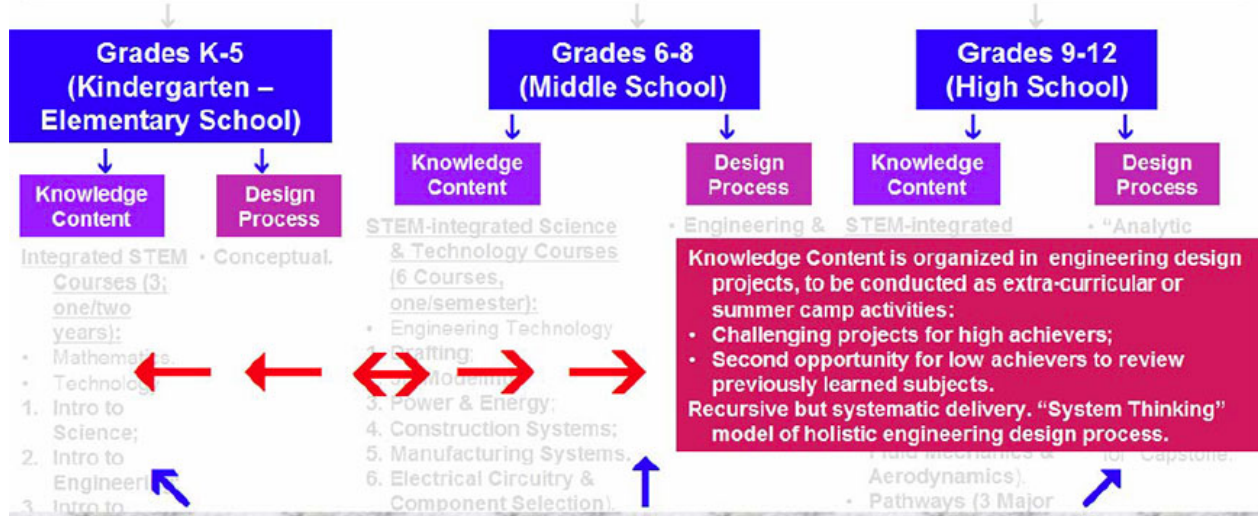 Grades K-5
(Kindergarten –
Elementary School)
Grades 6-8
(Middle School)
Grades 9-12
(High School)
Knowledge
Content
Design
Process
Knowledge
Content
Design
Process
Knowledge
Content
Design
Process
Integrated STEM
Courses (3;
one/two
years):
• Mathematics.
• Technology
1. Intro to
Science;
2. Intro to
3. Intro to
• Conceptual.
STEM-integrated Science
& Technology Courses
(6 Courses,
one/semester):
• Engineering Technology
Drafting;
3. Power & Energy;
4. Construction Systems;
5. Manufacturing Systems.
6. Electrical Circuitry &
Component Selection).
• Engineering &
STEM-integrated
• "Analytic
Knowledge Content is organized in engineering design
projects, to be conducted as extra-curricular or
summer camp activities:
• Challenging projects for high achievers;
• Second opportunity for low achievers to review
previously learned subjects.
Recursive but systematic delivery. "System Thinking"
model of holistic engineering design process.
Fluid Mechanics &
Aerodynamics).
• Pathways (3 Major
for "Capstone.